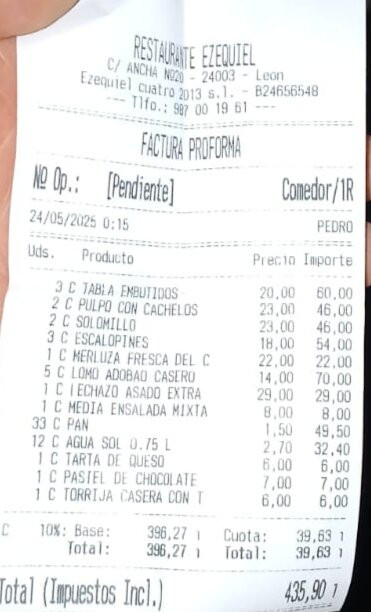 RESTAURANTE EZEQUIEL
C/ ANCHA Nº20 - 24003 - Leon
Ezequiel cuatro 2013 s.l. - B24656548
--- Tlfo.: 987 00 19 61 ---
FACTURA PROFORMA
Nº Op.: [Pendiente] Comedor/1R
24/05/2025 0:15 PEDRO
Uds. Producto Precio Importe
3 C TABLA EMBUTIDOS 20,00 60,00
2 C PULPO CON CACHELOS 23,00 46,00
2 C SOLOMILLO 23,00 46,00
3 C ESCALOPINES 18,00 54,00
1 C MERLUZA FRESCA DEL C 22,00 22,00
5 C LOMO ADOBAO CASERO 14,00 70,00
1 C LECHAZO ASADO EXTRA 29,00 29,00
1 C MEDIA ENSALADA MIXTA 8,00 8,00
33 C PAN 1,50 49,50
12 C AGUA SOL 0.75 L 2,70 32,40
1 C TARTA DE QUESO 6,00 6,00
1 C PASTEL DE CHOCOLATE 7,00 7,00
1 C TORRIJA CASERA CON T 6,00 6,00
C 10%: Base: 396,27 ┐ Cuota: 39,63 ┐
Total: 396,27 ┐ Total: 39,63 ┐
Total (Impuestos Incl.) 435,90 ┐